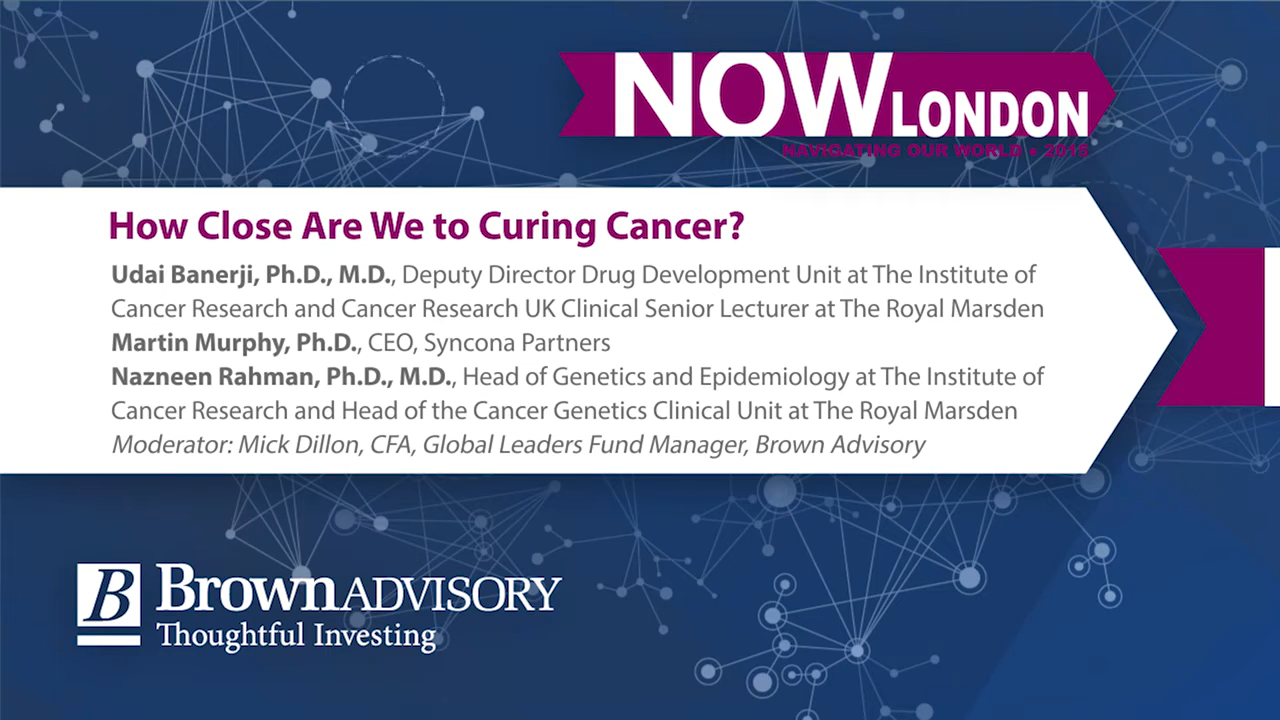 NOW LONDON
NAVIGATING OUR WORLD • 2016
How Close Are We to Curing Cancer?
Udai Banerji, Ph.D., M.D., Deputy Director Drug Development Unit at The Institute of
Cancer Research and Cancer Research UK Clinical Senior Lecturer at The Royal Marsden
Martin Murphy, Ph.D., CEO, Syncona Partners
Nazneen Rahman, Ph.D., M.D., Head of Genetics and Epidemiology at The Institute of
Cancer Research and Head of the Cancer Genetics Clinical Unit at The Royal Marsden
Moderator: Mick Dillon, CFA, Global Leaders Fund Manager, Brown Advisory
B Brown ADVISORY
Thoughtful Investing